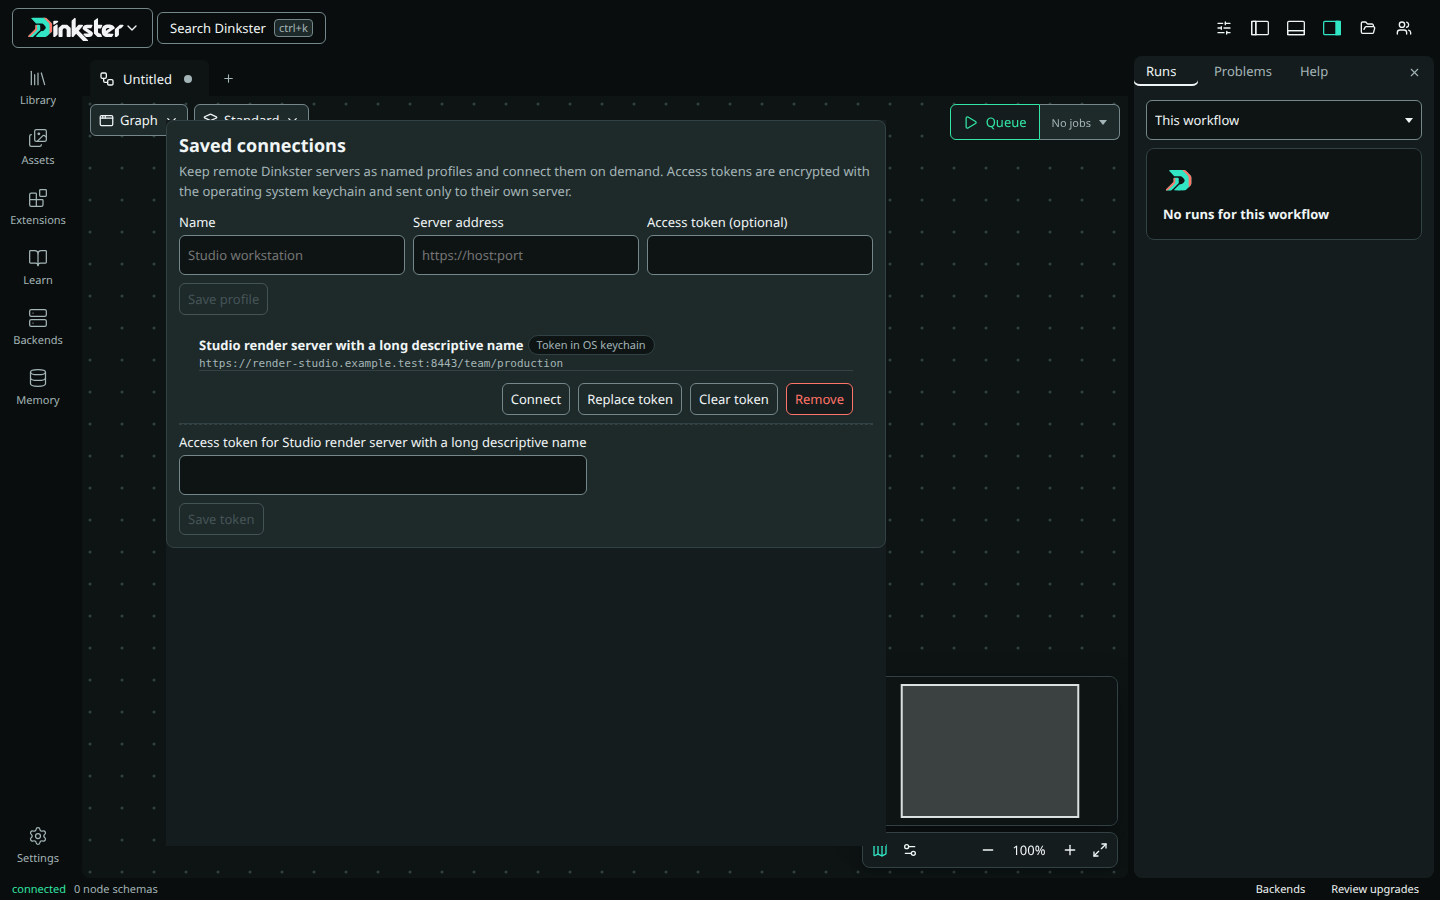 Dinkster
Search Dinkster ctrl+k
Library
Assets
Extensions
Learn
Backends
Memory
Settings
Untitled
Graph
Standard
Queue
No jobs
Saved connections
Keep remote Dinkster servers as named profiles and connect them on demand. Access tokens are encrypted with
the operating system keychain and sent only to their own server.
Name
Server address
Access token (optional)
Studio workstation
https://host:port
Save profile
Studio render server with a long descriptive name Token in OS keychain
https://render-studio.example.test:8443/team/production
Connect
Replace token
Clear token
Remove
Access token for Studio render server with a long descriptive name
Save token
100%
Runs
Problems
Help
This workflow
No runs for this workflow
connected 0 node schemas
Backends
Review upgrades